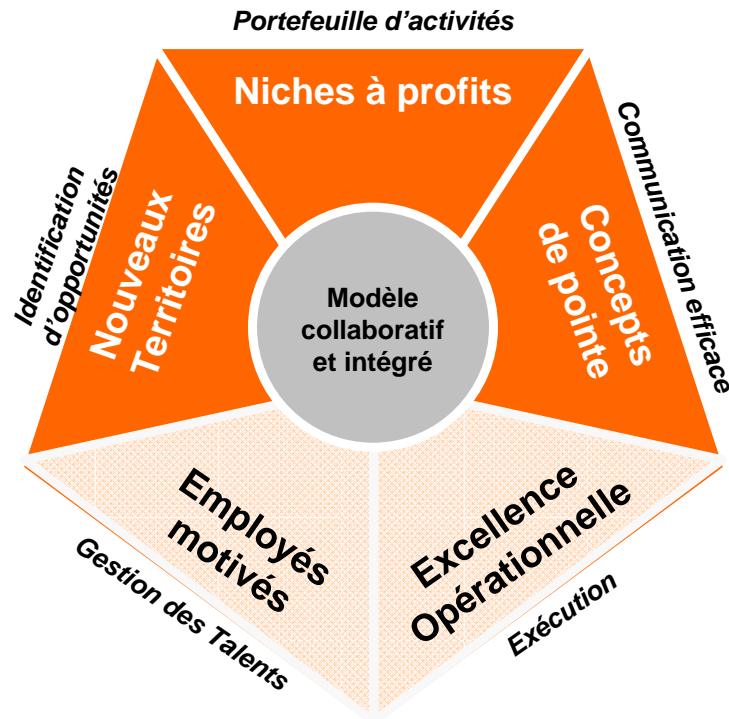 Portefeuille d’activités
Niches à profits
Communication efficace
Concepts
de pointe
Identification
d’opportunités
Nouveaux
Territoires
Modèle
collaboratif
et intégré
Employés
motivés
Gestion des Talents
Excellence
Opérationnelle
Exécution